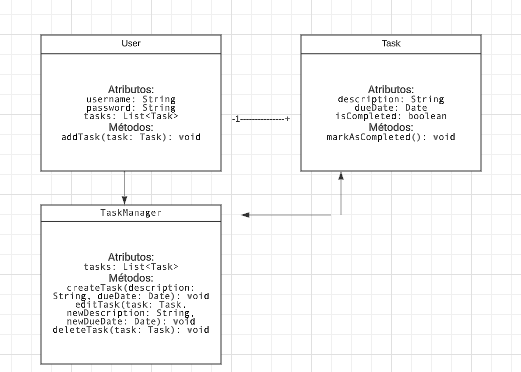 User
Atributos:
username: String
password: String
tasks: List<Task>
Métodos:
addTask(task: Task): void
-1---------------+
Task
Atributos:
description: String
dueDate: Date
isCompleted: boolean
Métodos:
markAsCompleted(): void
TaskManager
Atributos:
tasks: List<Task>
Métodos:
createTask(description:
String, dueDate: Date): void
editTask(task: Task,
newDescription: String,
newDueDate: Date): void
deleteTask(task: Task): void